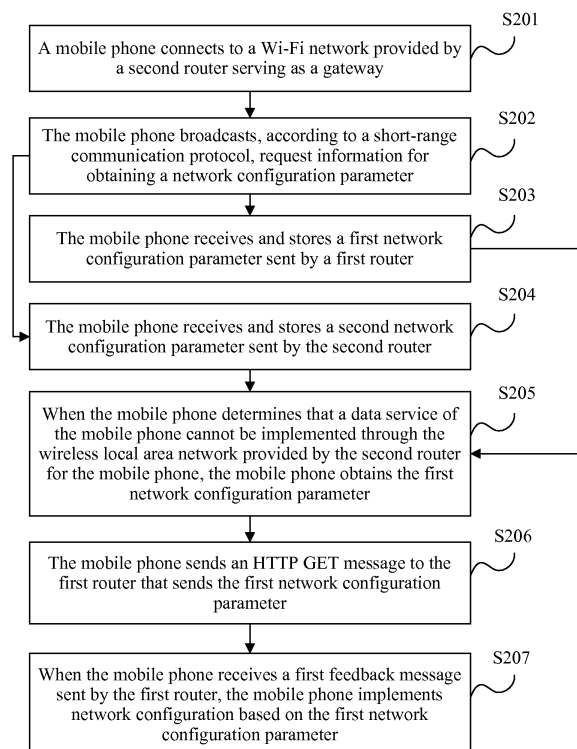 S201
A mobile phone connects to a Wi-Fi network provided by
a second router serving as a gateway
S202
The mobile phone broadcasts, according to a short-range
communication protocol, request information for
obtaining a network configuration parameter
S203
The mobile phone receives and stores a first network
configuration parameter sent by a first router
S204
The mobile phone receives and stores a second network
configuration parameter sent by the second router
S205
When the mobile phone determines that a data service of
the mobile phone cannot be implemented through the
wireless local area network provided by the second router
for the mobile phone, the mobile phone obtains the first
network configuration parameter
S206
The mobile phone sends an HTTP GET message to the
first router that sends the first network configuration
parameter
S207
When the mobile phone receives a first feedback message
sent by the first router, the mobile phone implements
network configuration based on the first network
configuration parameter